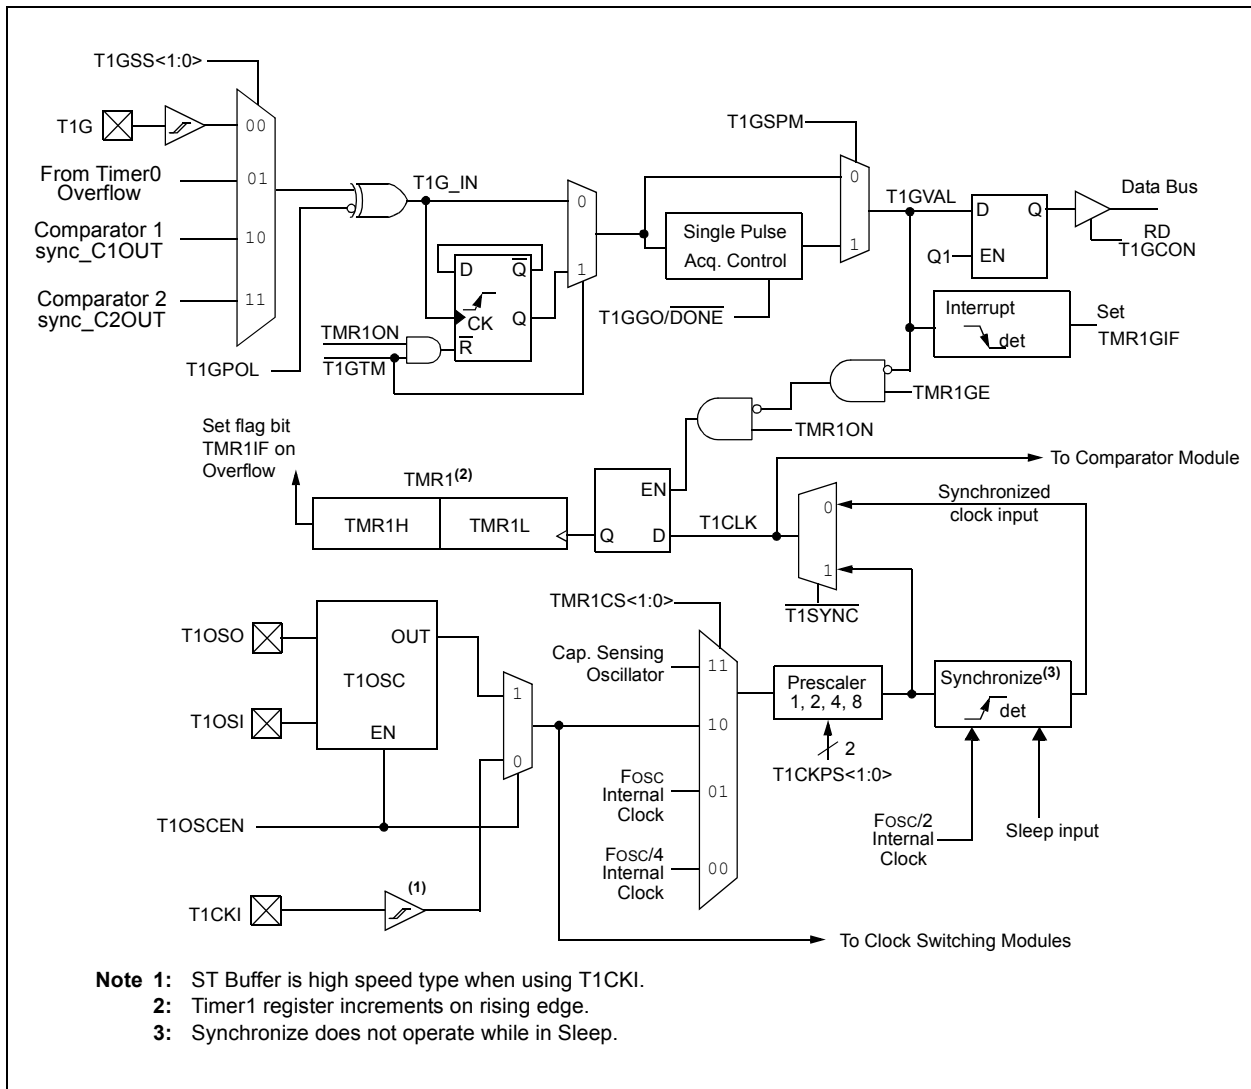 T1GSS<1:0>
T1G
00
From Timer0
Overflow
01
Comparator 1
sync_C1OUT
10
Comparator 2
sync_C2OUT
11
T1GPOL
T1G_IN
0
1
D
Q̅
CK
Q
R̅
TMR1ON
T1GTM
T1GSPM
0
1
Single Pulse
Acq. Control
T1GGO/D̅O̅N̅E̅
T1GVAL
D
Q
Q1
EN
Data Bus
RD
T1GCON
Interrupt
det
Set
TMR1GIF
TMR1GE
TMR1ON
Set flag bit
TMR1IF on
Overflow
TMR1(2)
TMR1H
TMR1L
EN
Q
D
T1CLK
To Comparator Module
Synchronized
clock input
0
1
T̅1̅S̅Y̅N̅C̅
T1OSO
T1OSI
OUT
T1OSC
EN
1
0
T1OSCEN
T1CKI
(1)
TMR1CS<1:0>
Cap. Sensing
Oscillator
11
10
FOSC
Internal
Clock
01
FOSC/4
Internal
Clock
00
Prescaler
1, 2, 4, 8
2
T1CKPS<1:0>
Synchronize(3)
det
FOSC/2
Internal
Clock
Sleep input
To Clock Switching Modules
Note 1: ST Buffer is high speed type when using T1CKI.
2: Timer1 register increments on rising edge.
3: Synchronize does not operate while in Sleep.